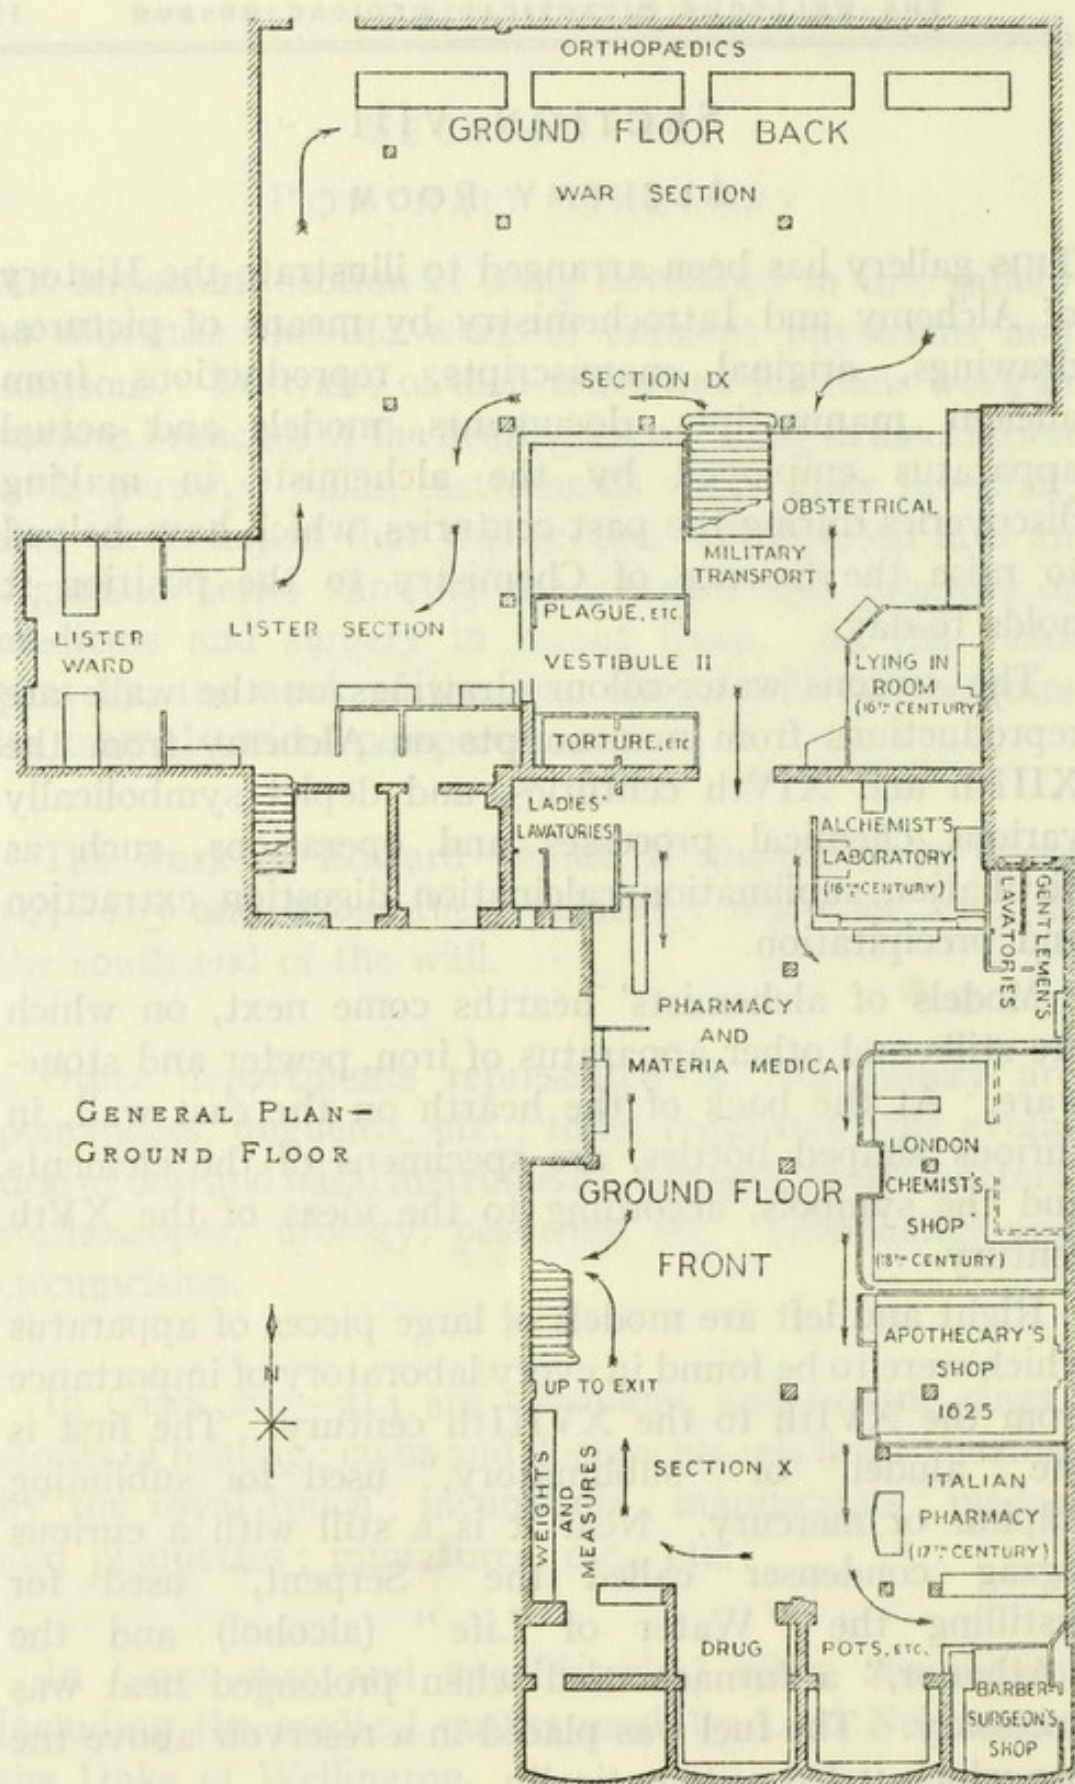 ORTHOPÆDICS
GROUND FLOOR BACK
WAR SECTION
SECTION IX
OBSTETRICAL
MILITARY
TRANSPORT
PLAGUE, ETC.
LISTER
WARD
LISTER SECTION
VESTIBULE II
LYING IN
ROOM
(16TH CENTURY)
TORTURE, ETC
LADIES'
LAVATORIES
ALCHEMIST'S
LABORATORY
(16TH CENTURY)
GENTLEMEN'S
LAVATORIES
PHARMACY
AND
MATERIA MEDICA
GENERAL PLAN—
GROUND FLOOR
LONDON
CHEMIST'S
SHOP
(18TH CENTURY)
GROUND FLOOR
FRONT
N
APOTHECARY'S
SHOP
1625
UP TO EXIT
WEIGHTS
AND
MEASURES
SECTION X
ITALIAN
PHARMACY
(17TH CENTURY)
DRUG
POTS, ETC.
BARBER
SURGEON'S
SHOP